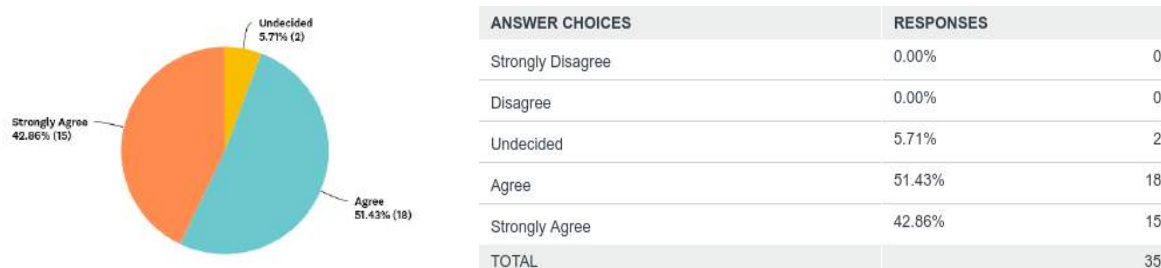 Undecided
5.71% (2)
Strongly Agree
42.86% (15)
Agree
51.43% (18)
ANSWER CHOICES RESPONSES
Strongly Disagree 0.00% 0
Disagree 0.00% 0
Undecided 5.71% 2
Agree 51.43% 18
Strongly Agree 42.86% 15
TOTAL 35